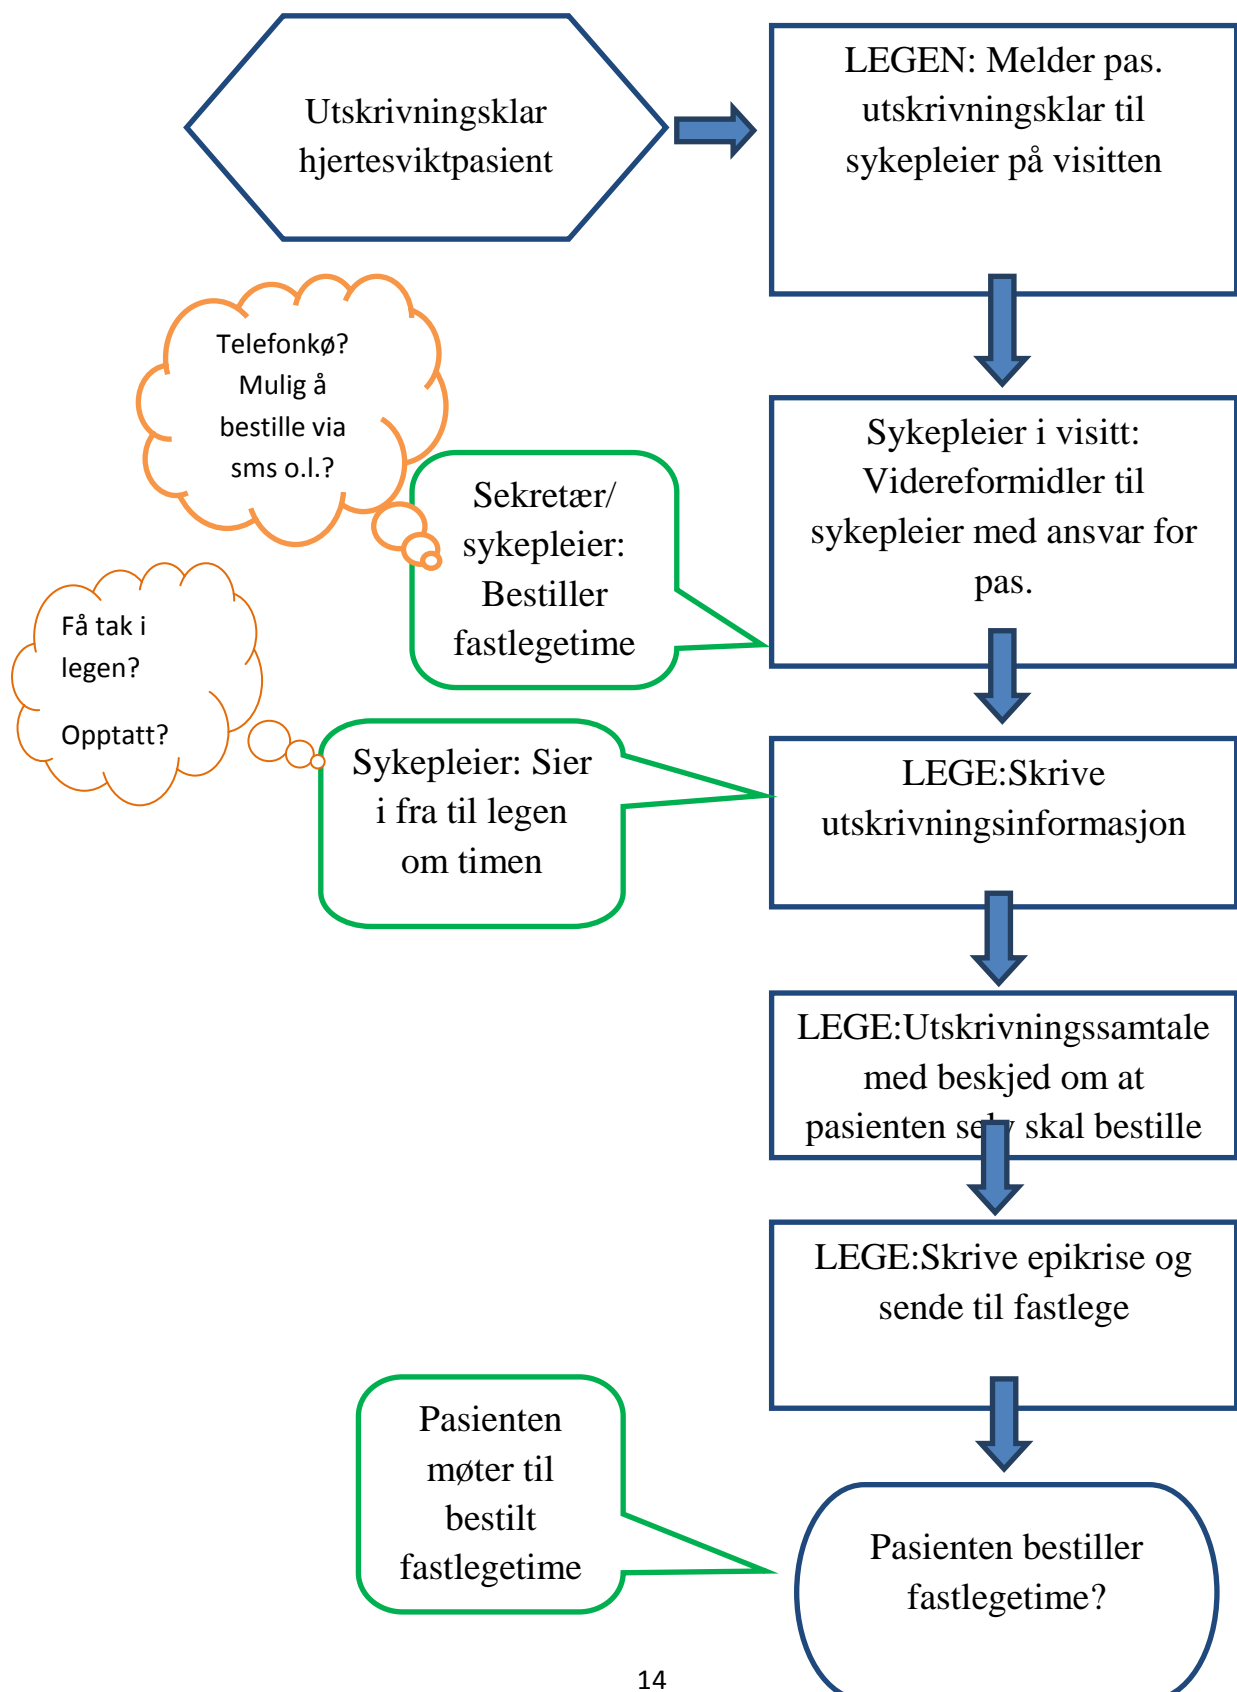 Utskrivningsklar
hjertesviktpasient
LEGEN: Melder pas.
utskrivningsklar til
sykepleier på visitten
Telefonkø?
Mulig å
bestille via
sms o.l.?
Sekretær/
sykepleier:
Bestiller
fastlegetime
Sykepleier i visitt:
Videreformidler til
sykepleier med ansvar for
pas.
Få tak i
legen?
Opptatt?
Sykepleier: Sier
i fra til legen
om timen
LEGE:Skrive
utskrivningsinformasjon
LEGE:Utskrivningssamtale
med beskjed om at
pasienten selv skal bestille
LEGE:Skrive epikrise og
sende til fastlege
Pasienten
møter til
bestilt
fastlegetime
Pasienten bestiller
fastlegetime?
14